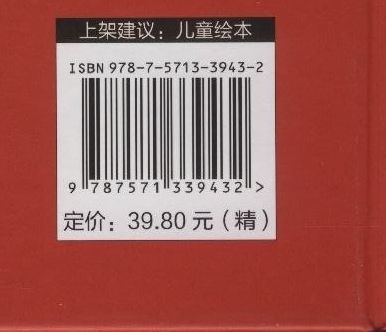 上架建议：儿童绘本
ISBN 978-7-5713-3943-2
9 787571 339432 >
定价：39.80 元（精）